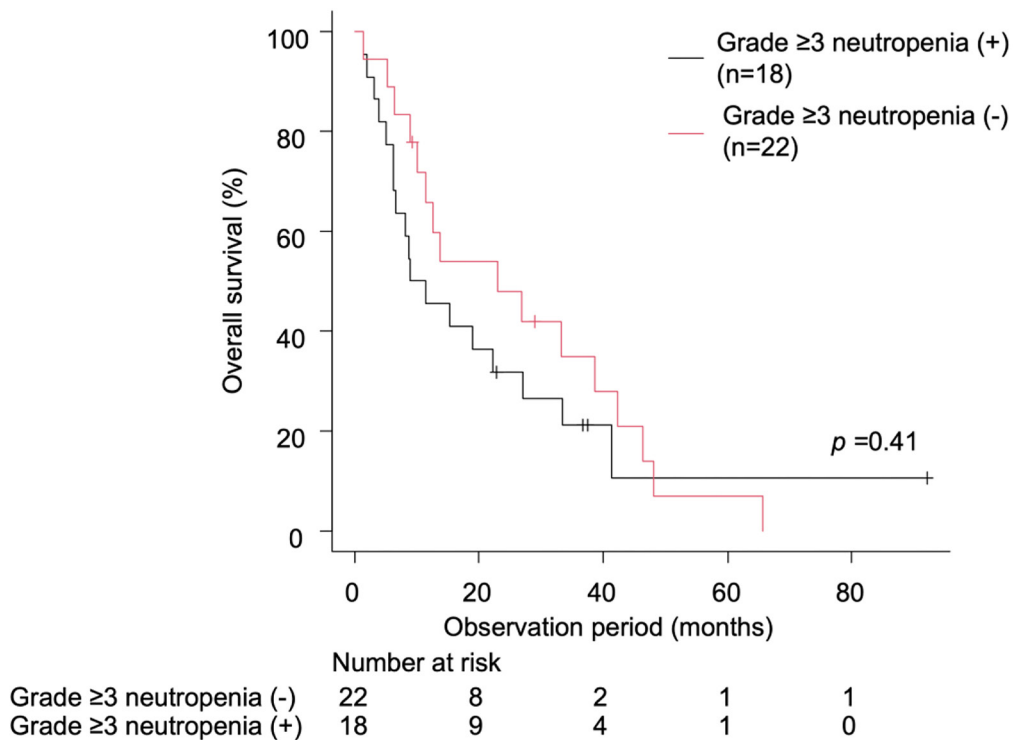 Grade ≥3 neutropenia (+)
(n=18)
Grade ≥3 neutropenia (-)
(n=22)
Overall survival (%)
100
80
60
40
20
0
p =0.41
0 20 40 60 80
Observation period (months)
Number at risk
Grade ≥3 neutropenia (-) 22 8 2 1 1
Grade ≥3 neutropenia (+) 18 9 4 1 0